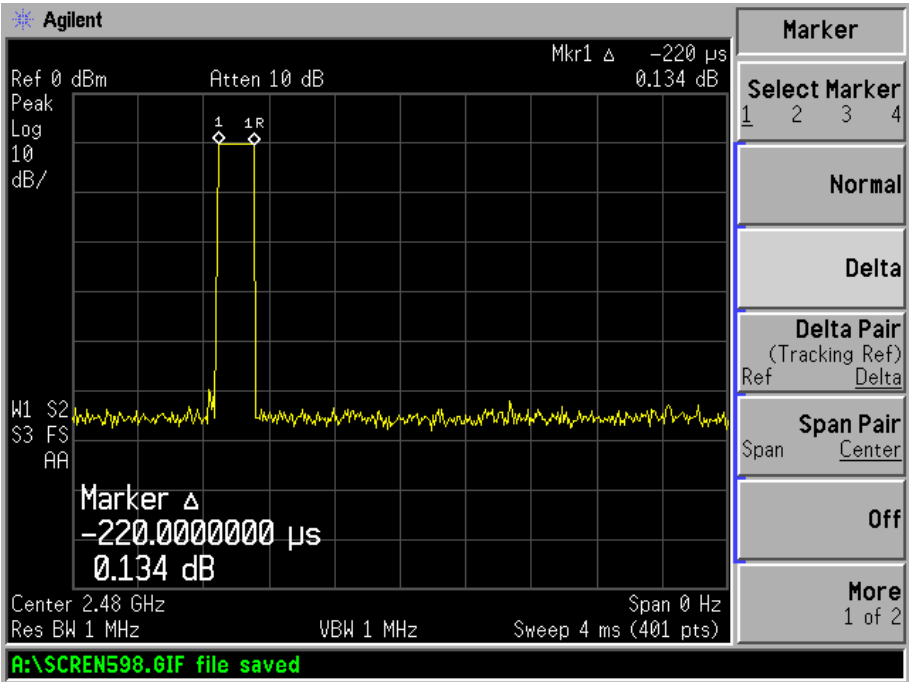 Agilent
Mkr1 Δ -220 µs
Ref 0 dBm Atten 10 dB 0.134 dB
Peak
Log
10
dB/
1 1R
W1 S2
S3 FS
AA
Marker Δ
-220.0000000 µs
0.134 dB
Center 2.48 GHz Span 0 Hz
Res BW 1 MHz VBW 1 MHz Sweep 4 ms (401 pts)
A:\SCREN598.GIF file saved
Marker
Select Marker
1 2 3 4
Normal
Delta
Delta Pair
(Tracking Ref)
Ref Delta
Span Pair
Span Center
Off
More
1 of 2